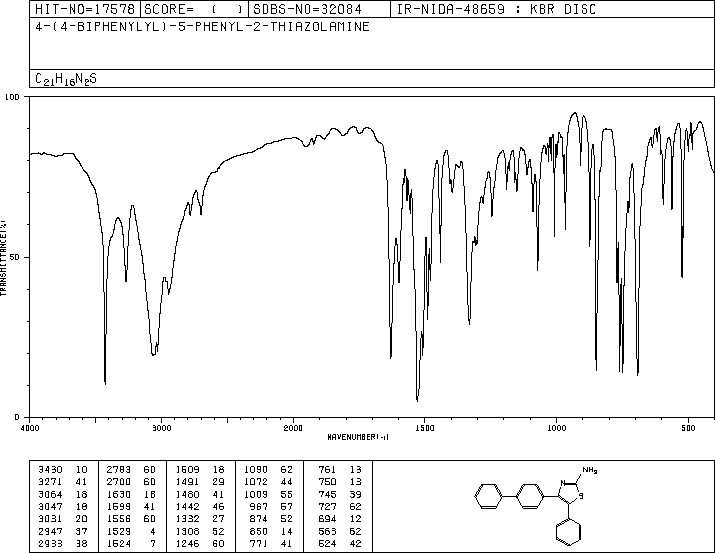 HIT-NO=17578 SCORE= ( ) SDBS-NO=32084 IR-NIDA-48659 : KBR DISC
4-(4-BIPHENYLYL)-5-PHENYL-2-THIAZOLAMINE
C21H16N2S
100
50
0
TRANSMITTANCE(%)
4000 3000 2000 1500 1000 500
WAVENUMBER(-1)
3430 10 2783 60 1509 18 1090 62 761 13
3271 41 2700 60 1491 29 1072 44 750 13
3064 18 1630 18 1480 41 1009 55 745 39
3047 18 1599 41 1442 46 967 57 727 62
3031 20 1556 60 1332 27 874 52 694 12
2947 37 1529 4 1308 52 850 14 563 62
2933 38 1524 7 1246 60 771 41 524 42
NH2
N
S